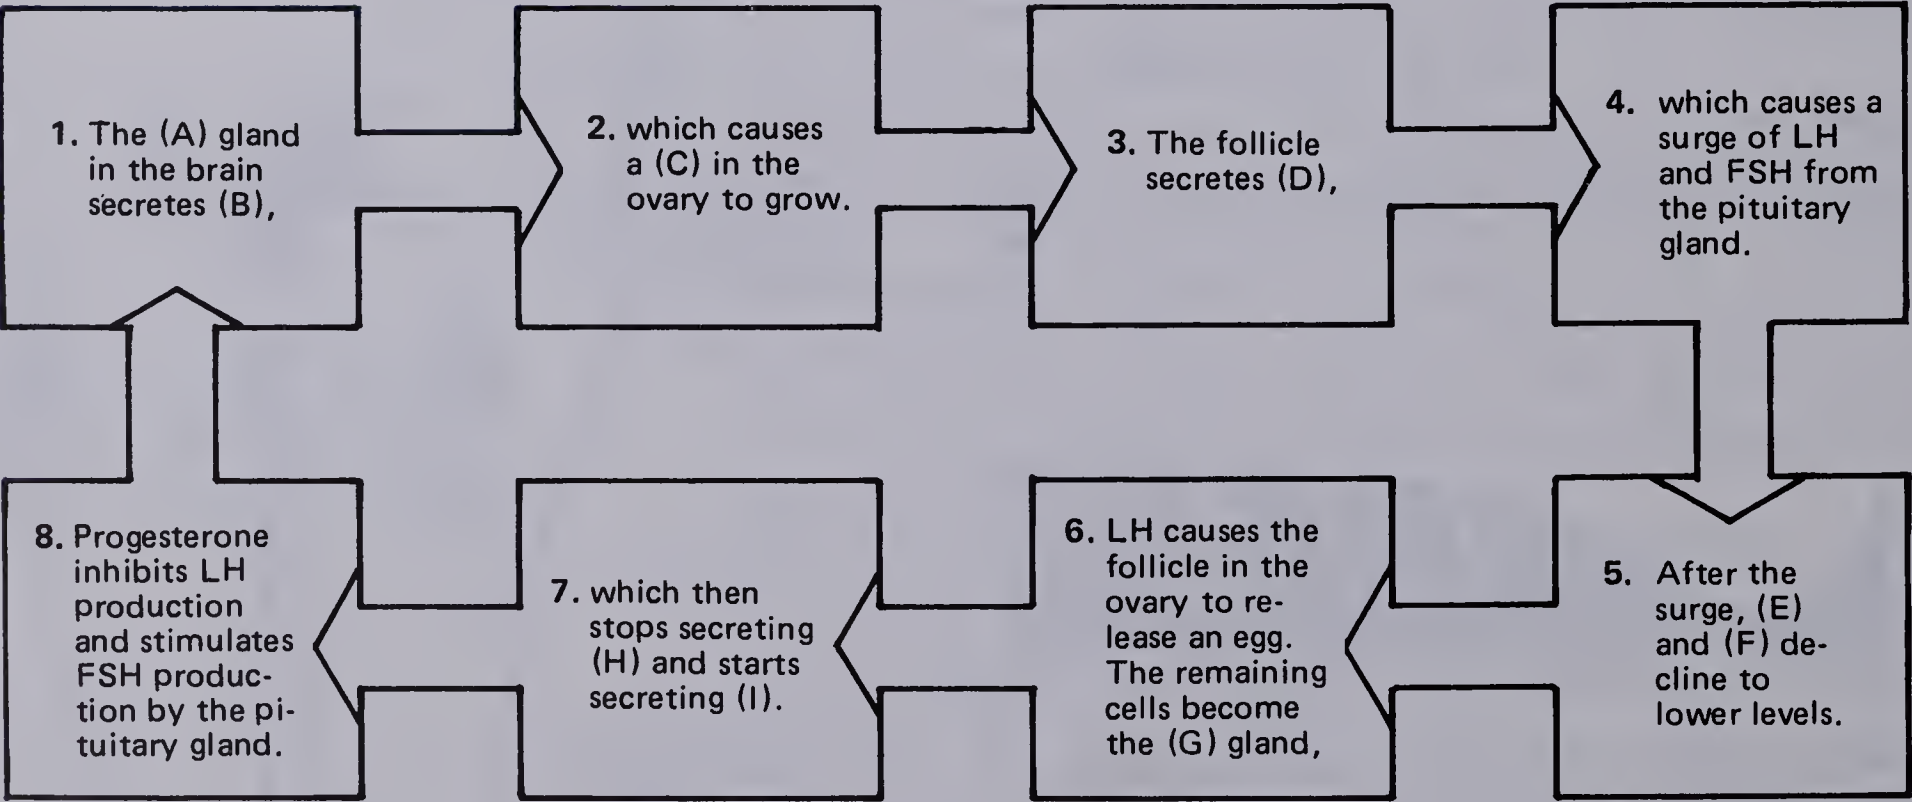 1. The (A) gland
in the brain
secretes (B),
2. which causes
a (C) in the
ovary to grow.
3. The follicle
secretes (D),
4. which causes a
surge of LH
and FSH from
the pituitary
gland.
5. After the
surge, (E)
and (F) de-
cline to
lower levels.
6. LH causes the
follicle in the
ovary to re-
lease an egg.
The remaining
cells become
the (G) gland,
7. which then
stops secreting
(H) and starts
secreting (I).
8. Progesterone
inhibits LH
production
and stimulates
FSH produc-
tion by the pi-
tuitary gland.